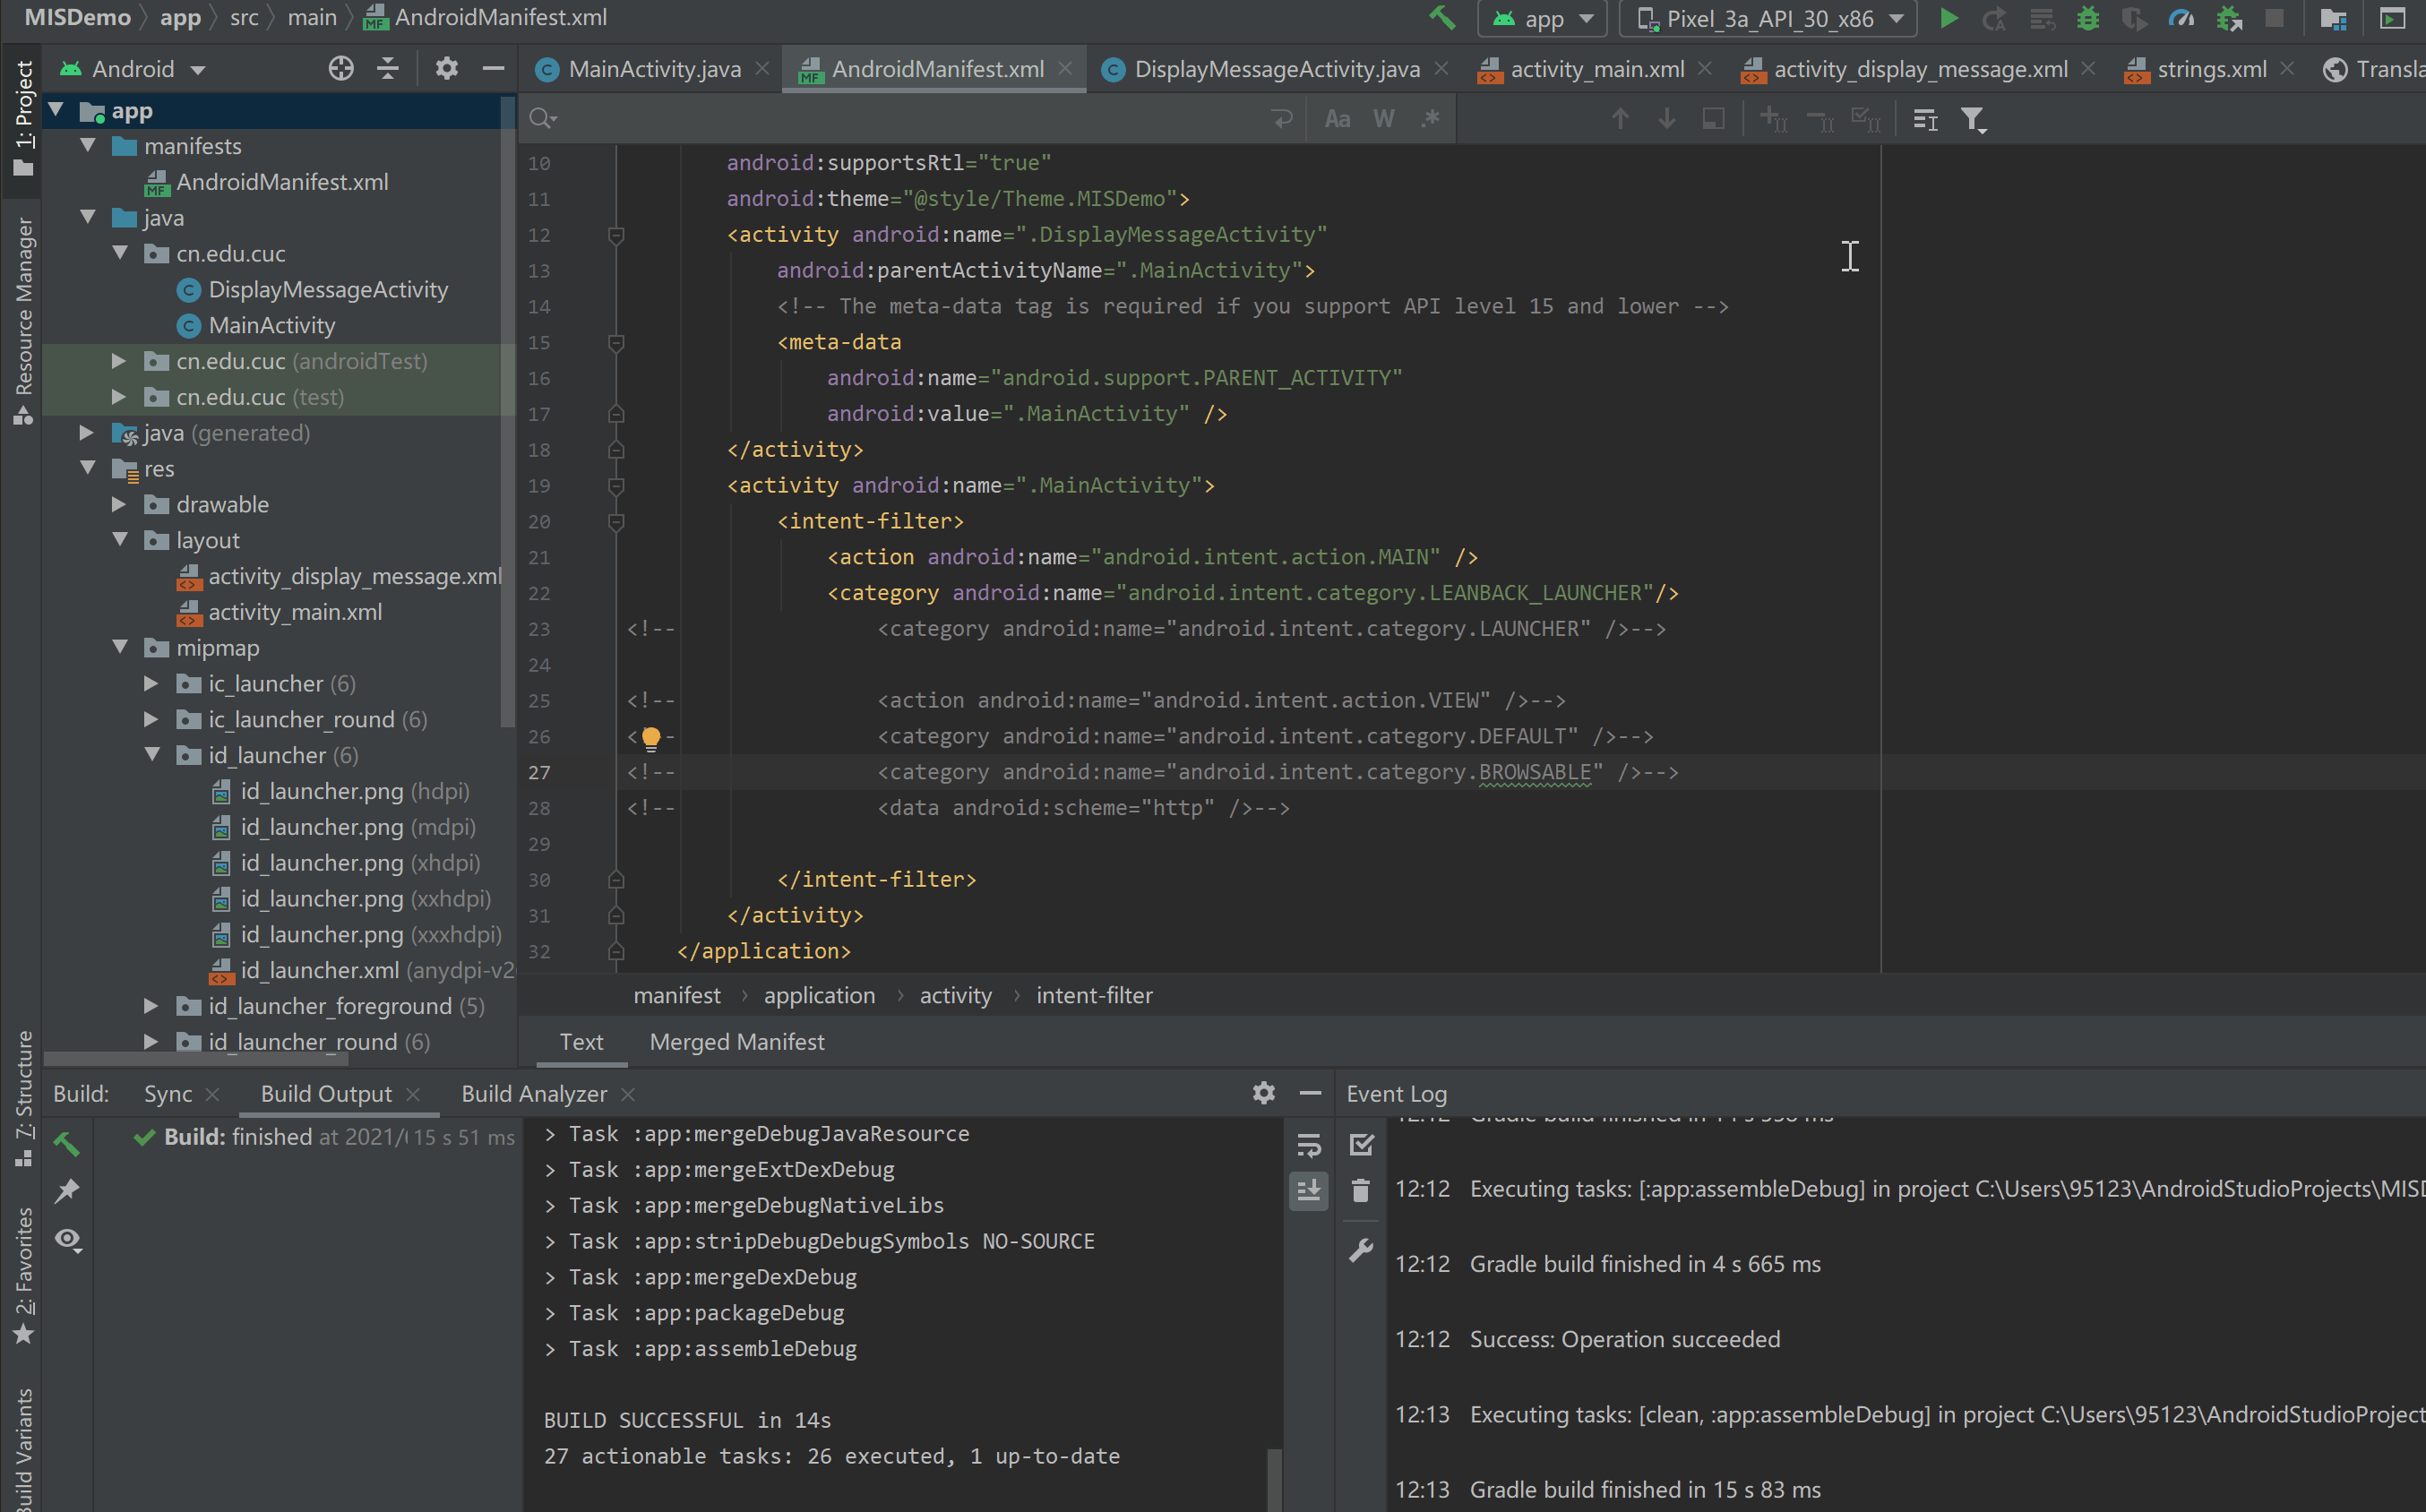 MISDemo app src main AndroidManifest.xml
app Pixel_3a_API_30_x86
1: Project
Resource Manager
7: Structure
2: Favorites
Build Variants
Android
app
manifests
AndroidManifest.xml
java
cn.edu.cuc
DisplayMessageActivity
MainActivity
cn.edu.cuc (androidTest)
cn.edu.cuc (test)
java (generated)
res
drawable
layout
activity_display_message.xml
activity_main.xml
mipmap
ic_launcher (6)
ic_launcher_round (6)
id_launcher (6)
id_launcher.png (hdpi)
id_launcher.png (mdpi)
id_launcher.png (xhdpi)
id_launcher.png (xxhdpi)
id_launcher.png (xxxhdpi)
id_launcher.xml (anydpi-v2
id_launcher_foreground (5)
id_launcher_round (6)
MainActivity.java AndroidManifest.xml DisplayMessageActivity.java activity_main.xml activity_display_message.xml strings.xml Transla
Aa W .*
10 android:supportsRtl="true"
11 android:theme="@style/Theme.MISDemo">
12 <activity android:name=".DisplayMessageActivity"
13 android:parentActivityName=".MainActivity">
14 <!-- The meta-data tag is required if you support API level 15 and lower -->
15 <meta-data
16 android:name="android.support.PARENT_ACTIVITY"
17 android:value=".MainActivity" />
18 </activity>
19 <activity android:name=".MainActivity">
20 <intent-filter>
21 <action android:name="android.intent.action.MAIN" />
22 <category android:name="android.intent.category.LEANBACK_LAUNCHER"/>
23 <!-- <category android:name="android.intent.category.LAUNCHER" />-->
24
25 <!-- <action android:name="android.intent.action.VIEW" />-->
26 <!-- <category android:name="android.intent.category.DEFAULT" />-->
27 <!-- <category android:name="android.intent.category.BROWSABLE" />-->
28 <!-- <data android:scheme="http" />-->
29
30 </intent-filter>
31 </activity>
32 </application>
manifest › application › activity › intent-filter
Text Merged Manifest
Build: Sync Build Output Build Analyzer
Build: finished at 2021/ 15 s 51 ms
> Task :app:mergeDebugJavaResource
> Task :app:mergeExtDexDebug
> Task :app:mergeDebugNativeLibs
> Task :app:stripDebugDebugSymbols NO-SOURCE
> Task :app:mergeDexDebug
> Task :app:packageDebug
> Task :app:assembleDebug
BUILD SUCCESSFUL in 14s
27 actionable tasks: 26 executed, 1 up-to-date
Event Log
12:12 Executing tasks: [:app:assembleDebug] in project C:\Users\95123\AndroidStudioProjects\MISD
12:12 Gradle build finished in 4 s 665 ms
12:12 Success: Operation succeeded
12:13 Executing tasks: [clean, :app:assembleDebug] in project C:\Users\95123\AndroidStudioProject
12:13 Gradle build finished in 15 s 83 ms